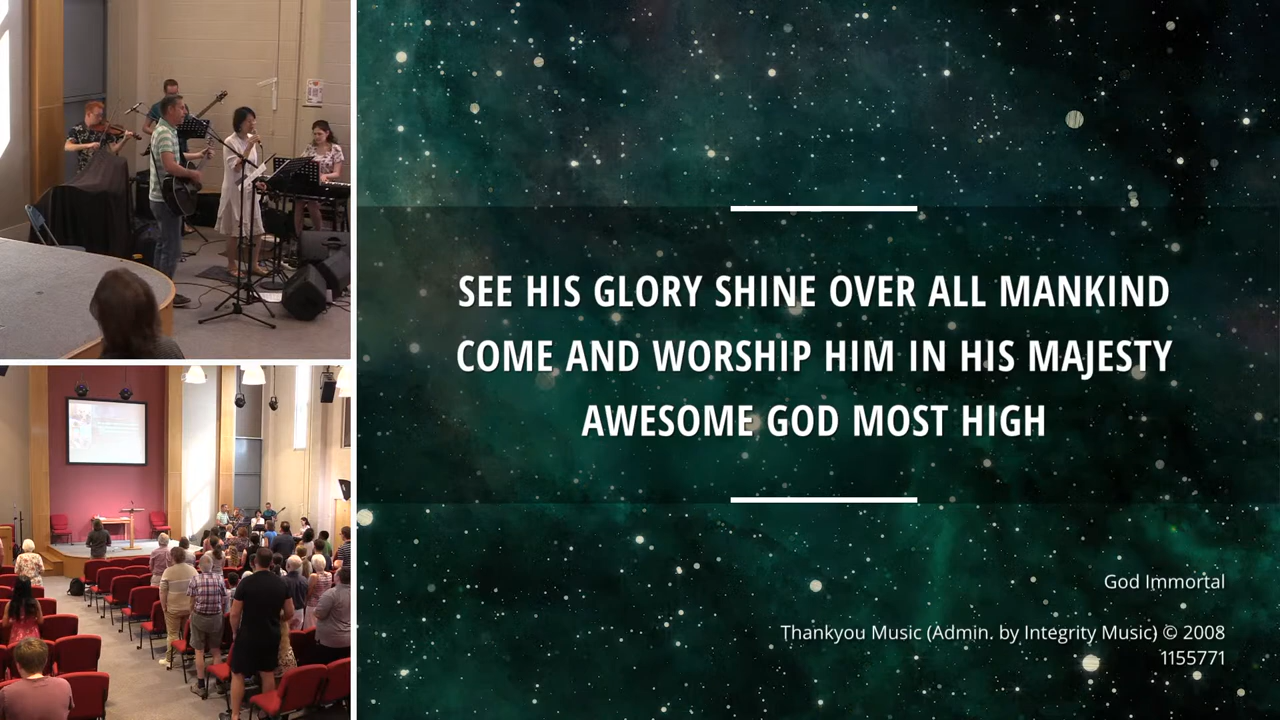 SEE HIS GLORY SHINE OVER ALL MANKIND
COME AND WORSHIP HIM IN HIS MAJESTY
AWESOME GOD MOST HIGH
God Immortal
Thankyou Music (Admin. by Integrity Music) © 2008
1155771